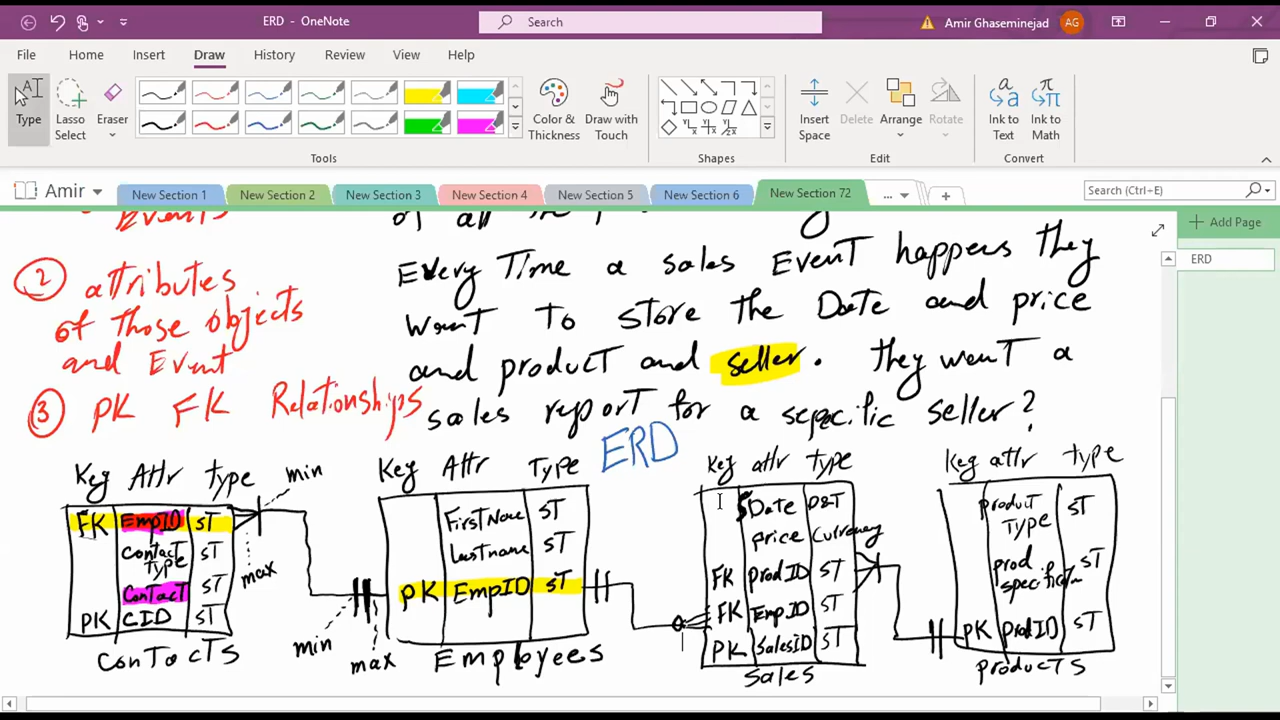 ERD - OneNote
Search
Amir Ghaseminejad
AG
File Home Insert Draw History Review View Help
Type
Lasso Select
Eraser
Color & Thickness
Draw with Touch
Insert Space
Delete
Arrange
Rotate
Ink to Text
Ink to Math
Tools Shapes Edit Convert
Amir
New Section 1 New Section 2 New Section 3 New Section 4 New Section 5 New Section 6 New Section 72 ...
Search (Ctrl+E)
Add Page
ERD
Events
of all the
Every Time a sales Event happens they
want to store the Date and price
and product and seller. they want a
sales report for a sepecific seller?
2 attributes
of those objects
and Event
3 PK FK Relationships
ERD
Key Attr type
FK EmpID ST
Contact type ST
Contact ST
PK CID ST
Contacts
min
max
min
max
Key Attr Type
FirstName ST
Lastname ST
PK EmpID ST
Employees
Key attr type
Date D&T
price Currency
FK ProdID ST
FK EmpID ST
PK SalesID ST
Sales
Key attr type
product TYPE ST
PK ProdID ST
products